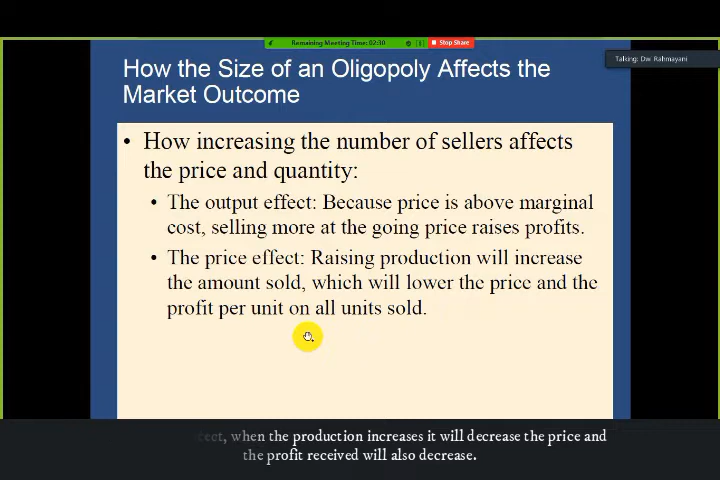 Remaining Meeting Time: 02:30
Stop Share
Talking: Dwi Rahmayani
How the Size of an Oligopoly Affects the
Market Outcome
• How increasing the number of sellers affects
the price and quantity:
• The output effect: Because price is above marginal
cost, selling more at the going price raises profits.
• The price effect: Raising production will increase
the amount sold, which will lower the price and the
profit per unit on all units sold.
when the production increases it will decrease the price and
the profit received will also decrease.